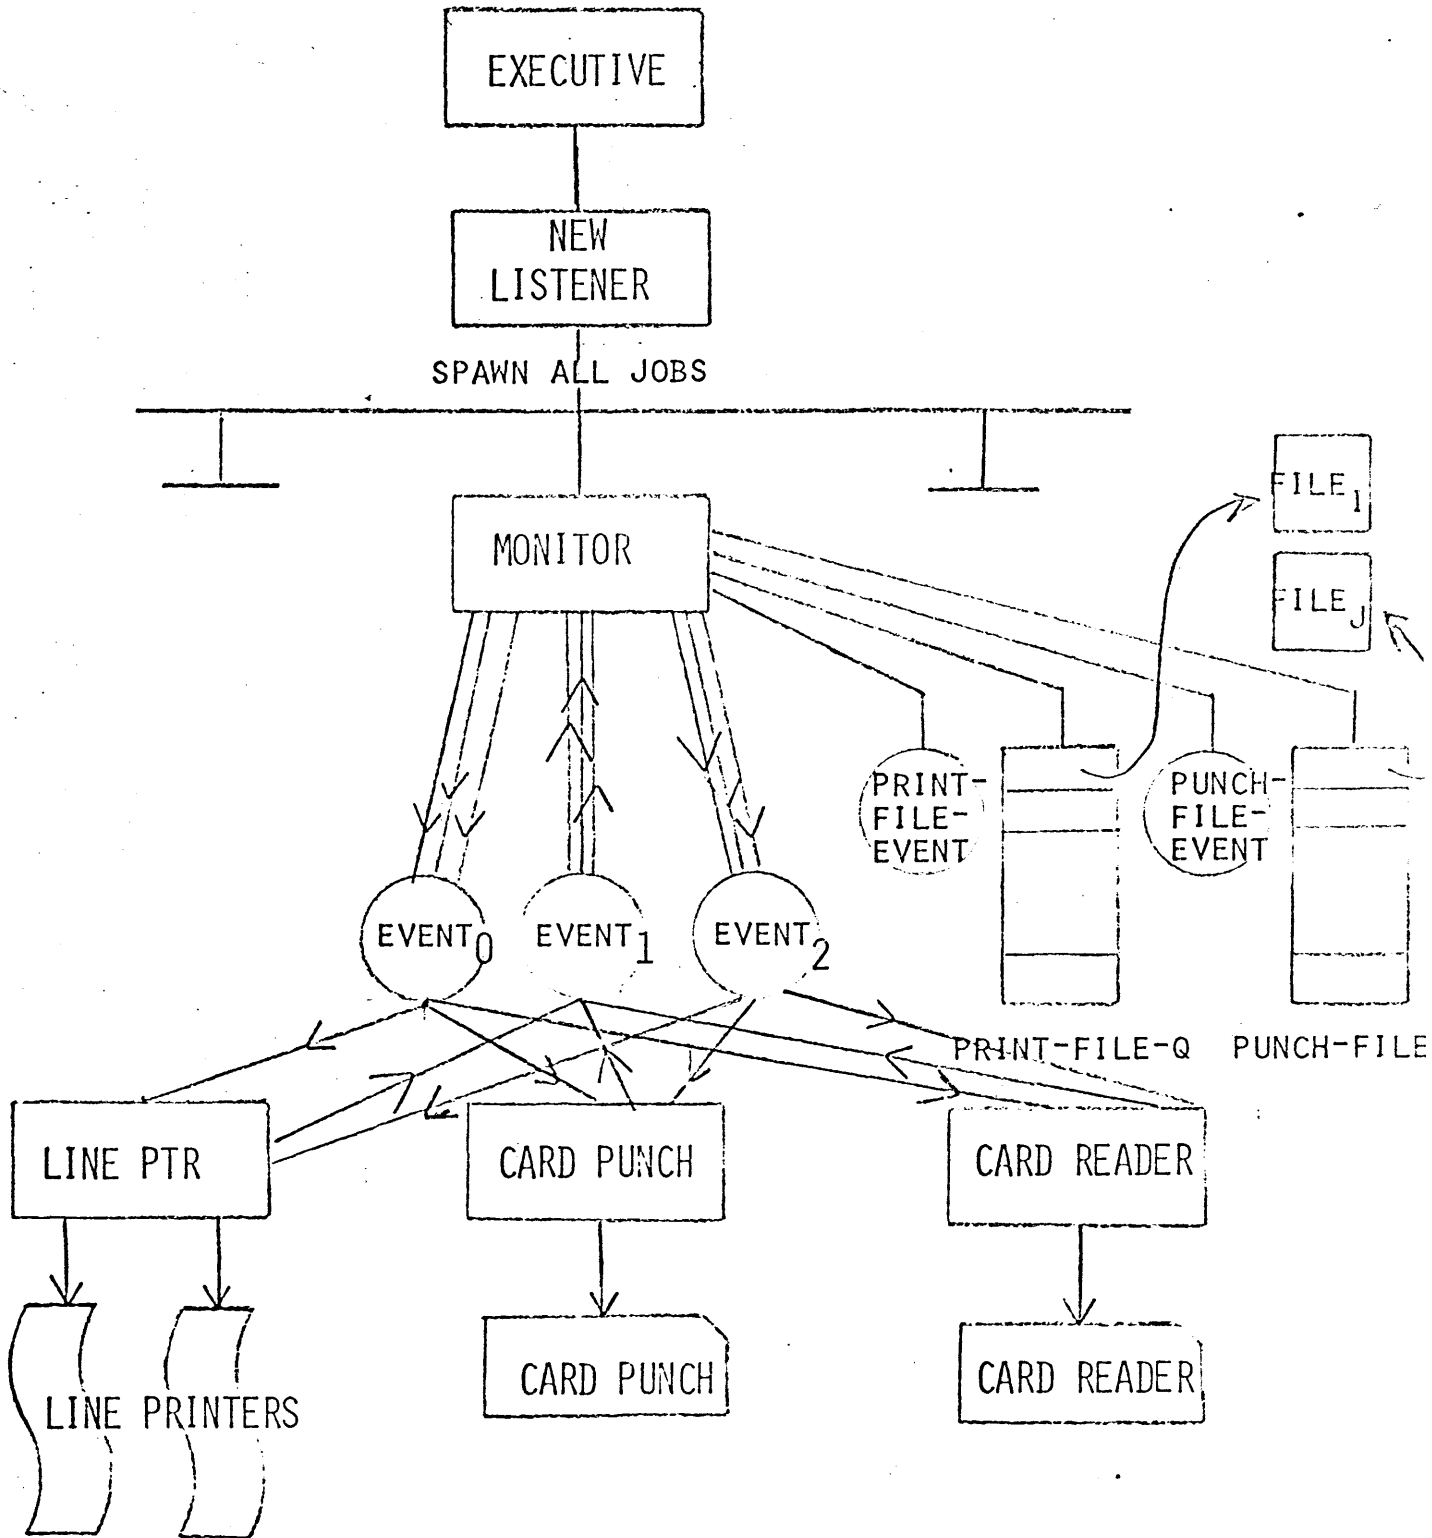 EXECUTIVE
NEW
LISTENER
SPAWN ALL JOBS
MONITOR
FILE1
FILEJ
PRINT-
FILE-
EVENT
PUNCH-
FILE-
EVENT
EVENT0
EVENT1
EVENT2
PRINT-FILE-Q
PUNCH-FILE
LINE PTR
CARD PUNCH
CARD READER
LINE PRINTERS
CARD PUNCH
CARD READER